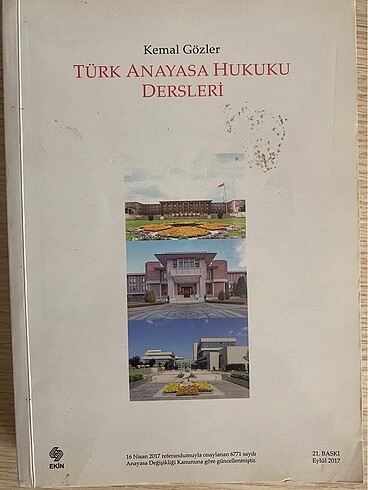 Kemal Gözler
TÜRK ANAYASA HUKUKU
DERSLERİ
16 Nisan 2017 referandumuyla onaylanan 6771 sayılı
Anayasa Değişikliği Kanununa göre güncellenmiştir.
21. BASKI
Eylül 2017
EKİN